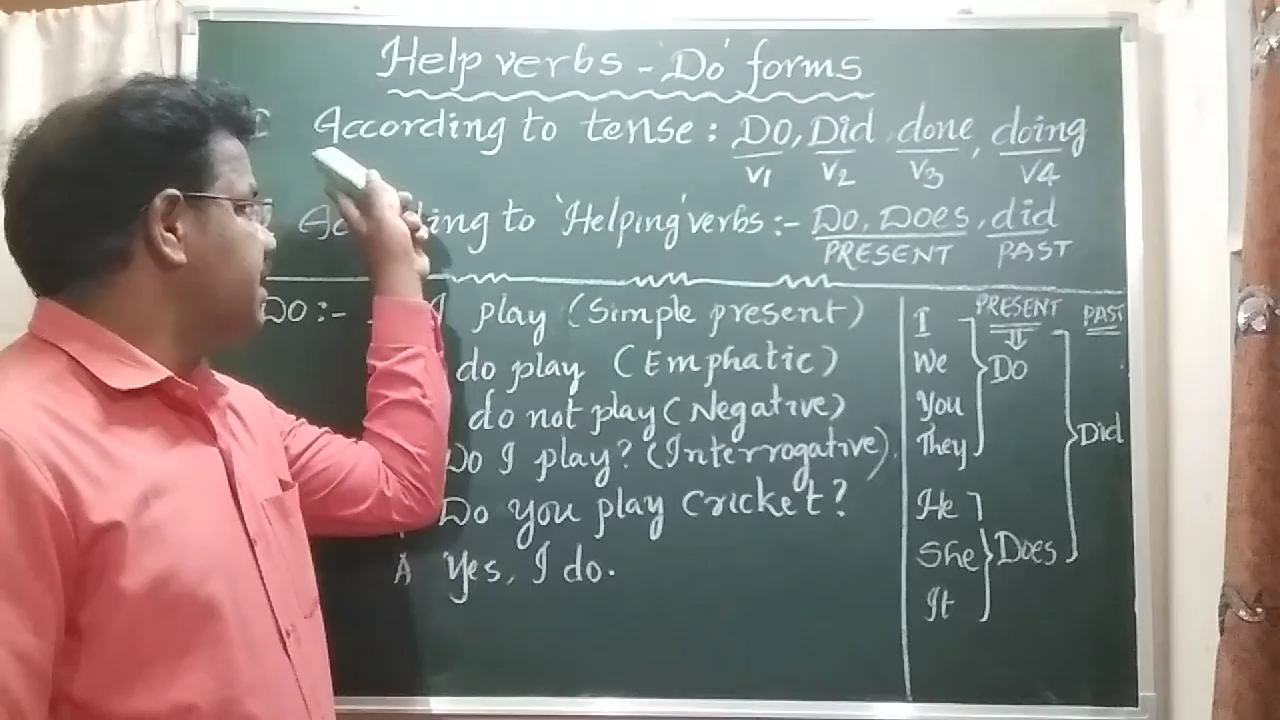 Help verbs - 'Do' forms
According to tense : DO, Did, done, doing
V1 V2 V3 V4
to 'Helping' verbs :- Do, Does, did
PRESENT PAST
Do :- I play (Simple present)
do play (Emphatic)
do not play (Negative)
Do I play? (Interrogative).
Do you play Cricket?
A Yes, I do.
PRESENT PAST
I
We
You
They
Do
He
She
It
Does
Did